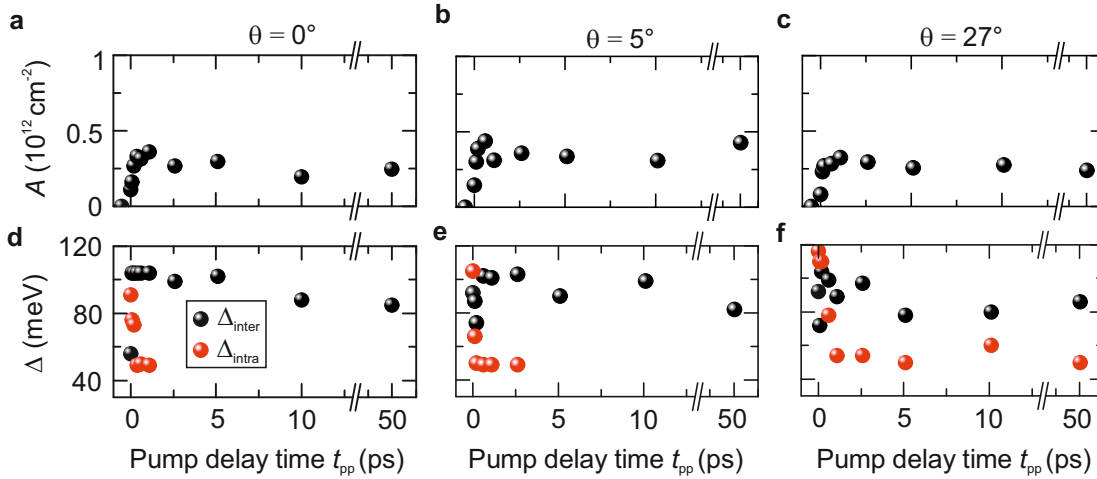 a b c
θ = 0° θ = 5° θ = 27°
A (10¹² cm⁻²)
1
0.5
0
d e f
Δ (meV)
120
80
40
Δinter
Δintra
0 5 10 50 0 5 10 50 0 5 10 50
Pump delay time tpp (ps) Pump delay time tpp (ps) Pump delay time tpp (ps)